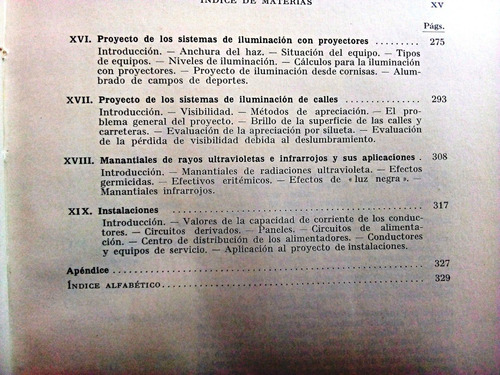 ÍNDICE DE MATERIAS XV
Págs.
XVI. Proyecto de los sistemas de iluminación con proyectores ......... 275
Introducción. — Anchura del haz. — Situación del equipo. — Tipos
de equipos. — Niveles de iluminación. — Cálculos para la iluminación
con proyectores. — Proyecto de iluminación desde cornisas. — Alum-
brado de campos de deportes.
XVII. Proyecto de los sistemas de iluminación de calles ............... 293
Introducción. — Visibilidad. — Métodos de apreciación. — El pro-
blema general del proyecto. — Brillo de la superficie de las calles y
carreteras. — Evaluación de la apreciación por silueta. — Evaluación
de la pérdida de visibilidad debida al deslumbramiento.
XVIII. Manantiales de rayos ultravioletas e infrarrojos y sus aplicaciones . 308
Introducción. — Manantiales de radiaciones ultravioleta. — Efectos
germicidas. — Efectivos eritémicos. — Efectos de « luz negra ». —
Manantiales infrarrojos.
XIX. Instalaciones ............................................... 317
Introducción. — Valores de la capacidad de corriente de los conduc-
tores. — Circuitos derivados. — Paneles. — Circuitos de alimenta-
ción. — Centro de distribución de los alimentadores. — Conductores
y equipos de servicio. — Aplicación al proyecto de instalaciones.
Apéndice ............................................................ 327
ÍNDICE ALFABÉTICO.................................................... 329